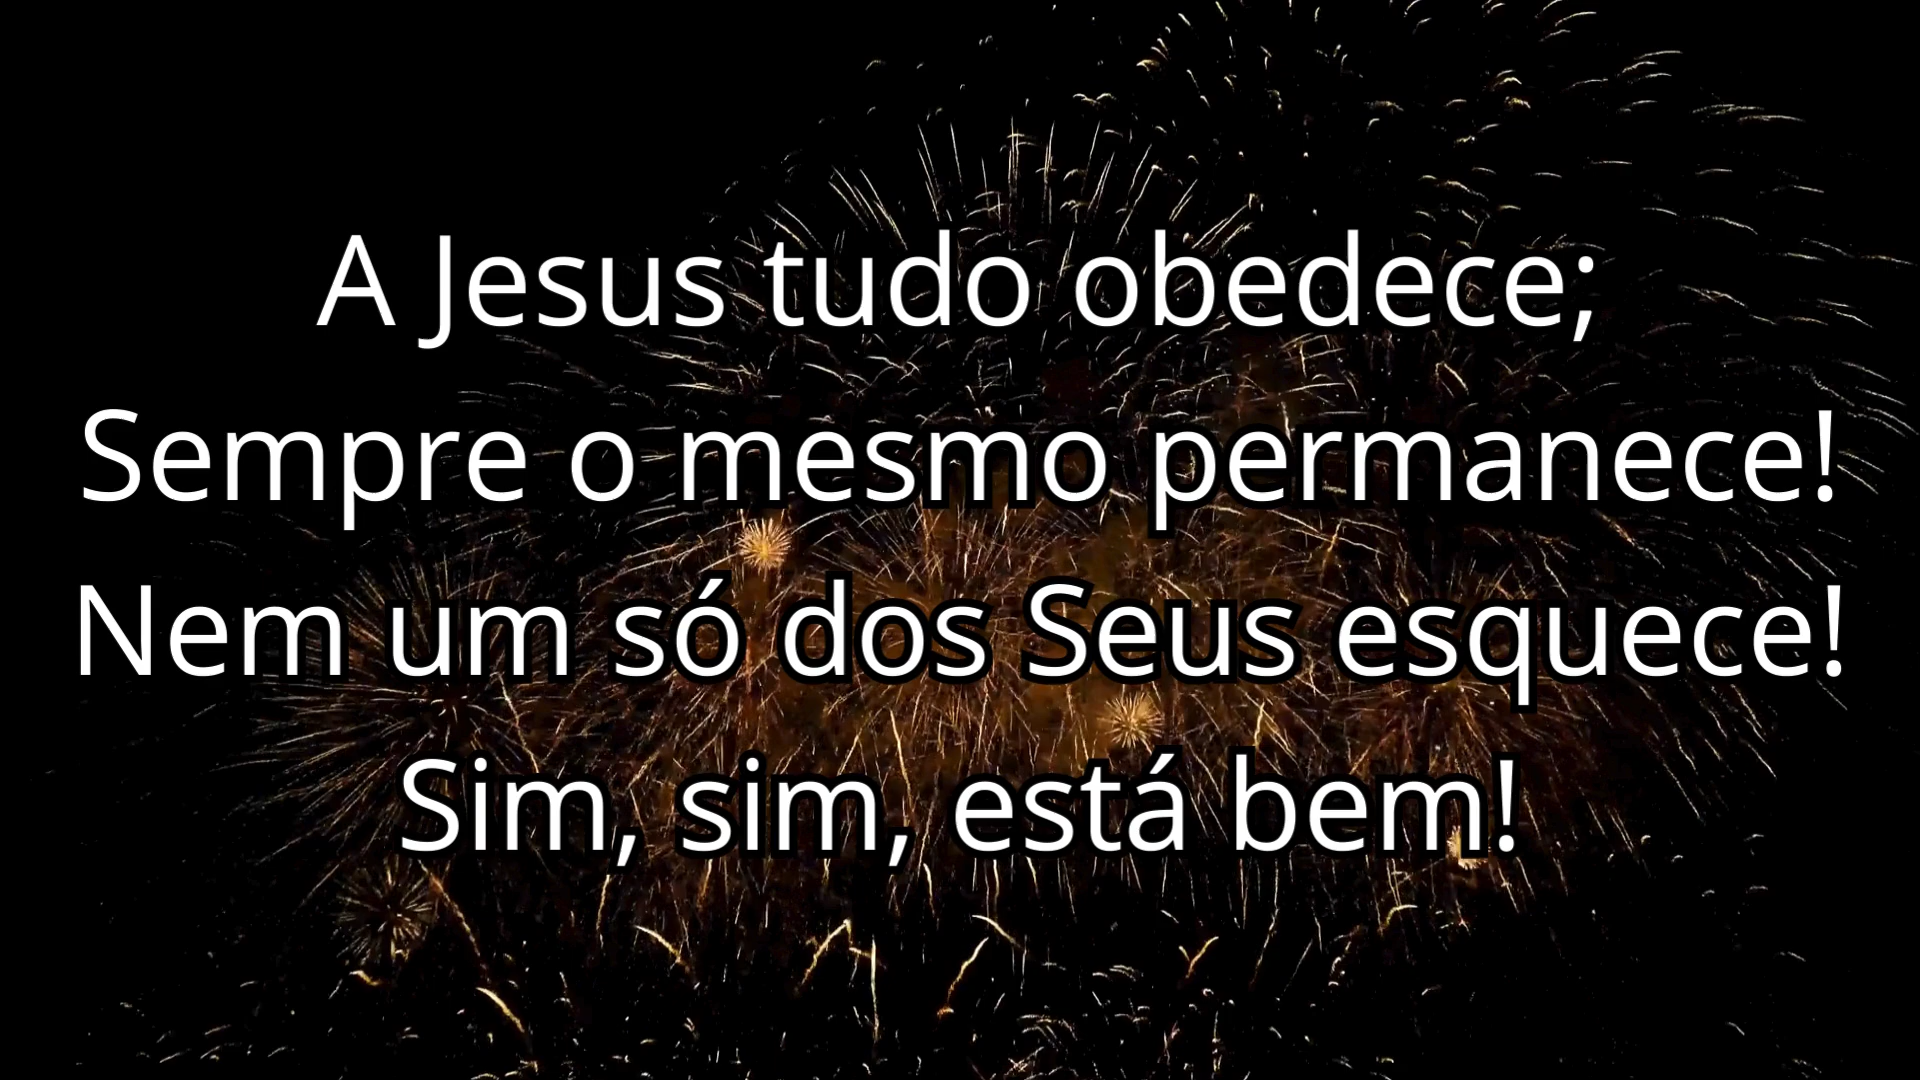 A Jesus tudo obedece;
Sempre o mesmo permanece!
Nem um só dos Seus esquece!
Sim, sim, está bem!